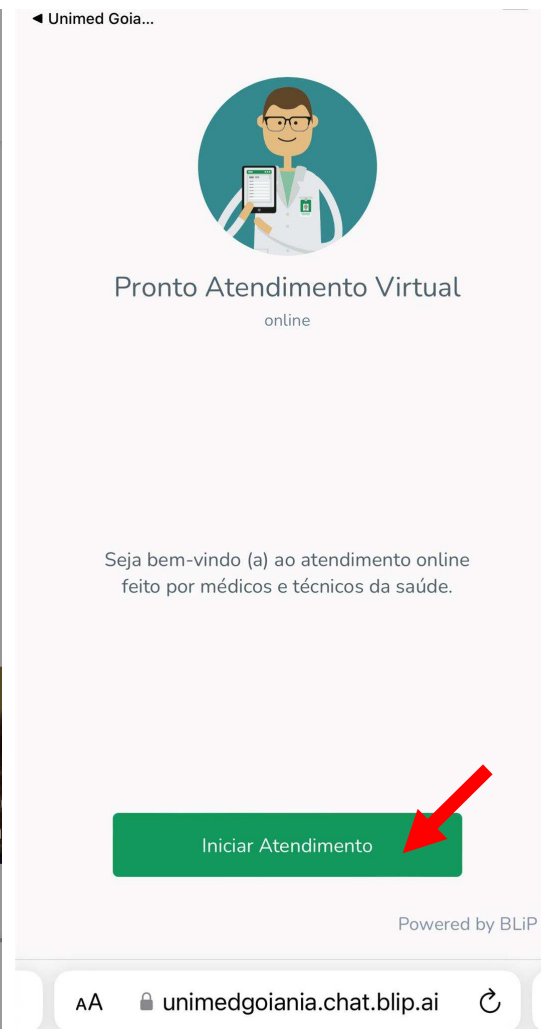 ◀ Unimed Goia...
Pronto Atendimento Virtual
online
Seja bem-vindo (a) ao atendimento online
feito por médicos e técnicos da saúde.
Iniciar Atendimento
Powered by BLiP
AA unimedgoiania.chat.blip.ai